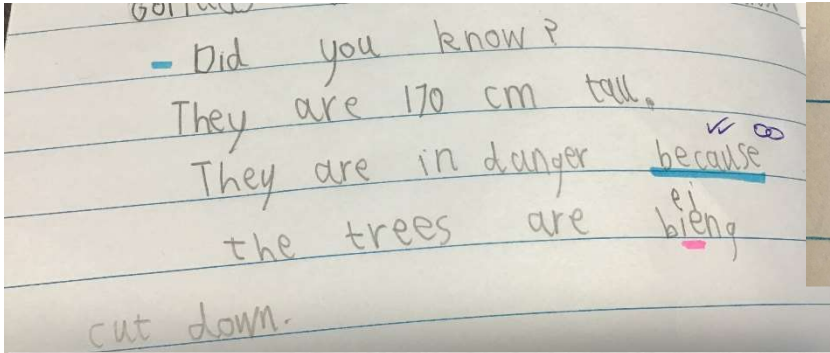 - Did you know?
They are 170 cm tall.
They are in danger because
ei
the trees are bieng
cut down.